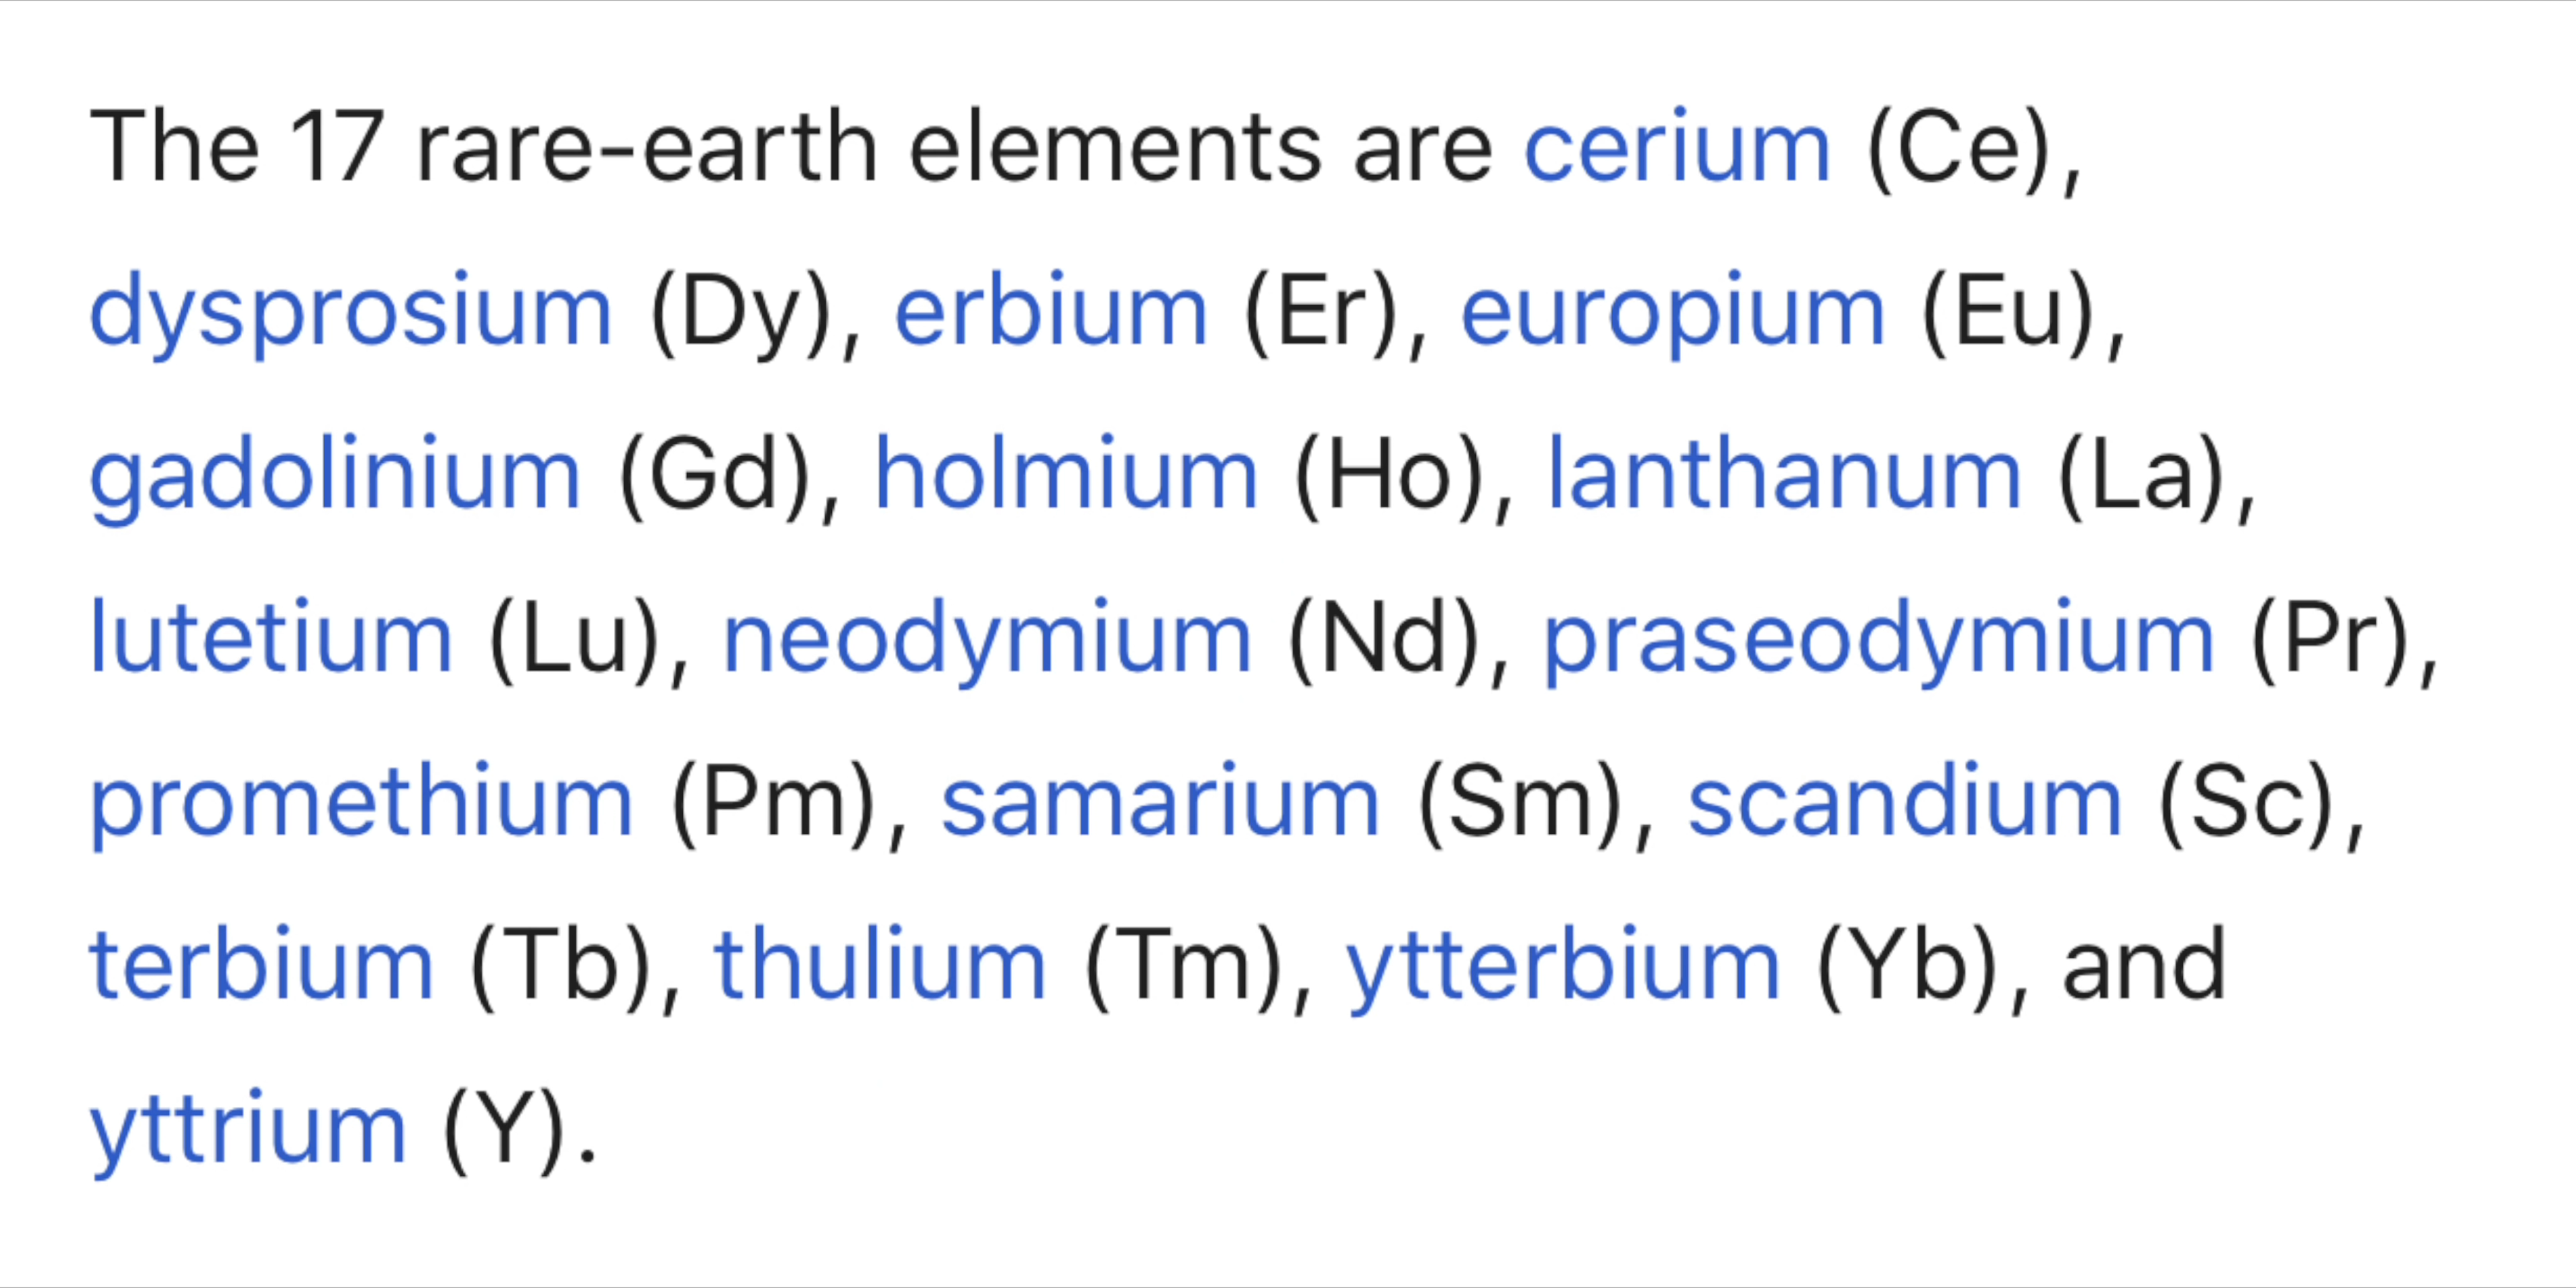 The 17 rare-earth elements are cerium (Ce),
dysprosium (Dy), erbium (Er), europium (Eu),
gadolinium (Gd), holmium (Ho), lanthanum (La),
lutetium (Lu), neodymium (Nd), praseodymium (Pr),
promethium (Pm), samarium (Sm), scandium (Sc),
terbium (Tb), thulium (Tm), ytterbium (Yb), and
yttrium (Y).